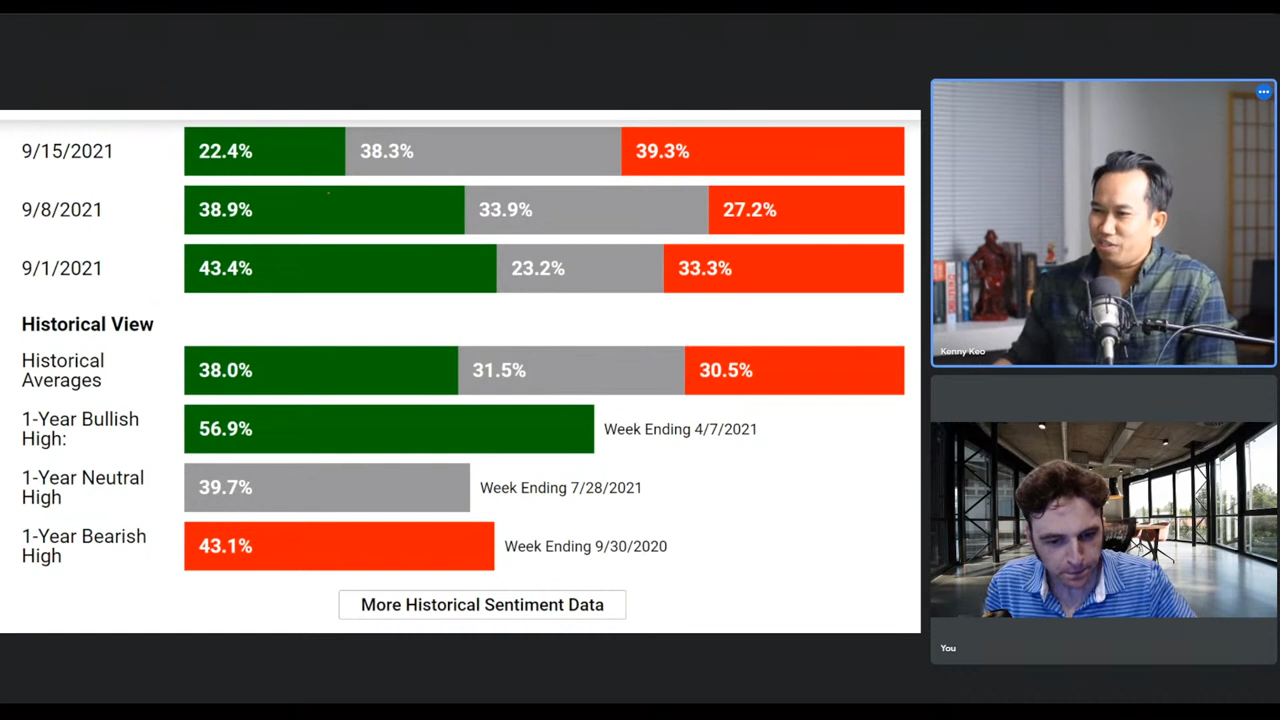 9/15/2021 22.4% 38.3% 39.3%
9/8/2021 38.9% 33.9% 27.2%
9/1/2021 43.4% 23.2% 33.3%
Historical View
Historical
Averages
38.0% 31.5% 30.5%
1-Year Bullish
High:
56.9% Week Ending 4/7/2021
1-Year Neutral
High
39.7% Week Ending 7/28/2021
1-Year Bearish
High
43.1% Week Ending 9/30/2020
More Historical Sentiment Data
Kenny Keo
You